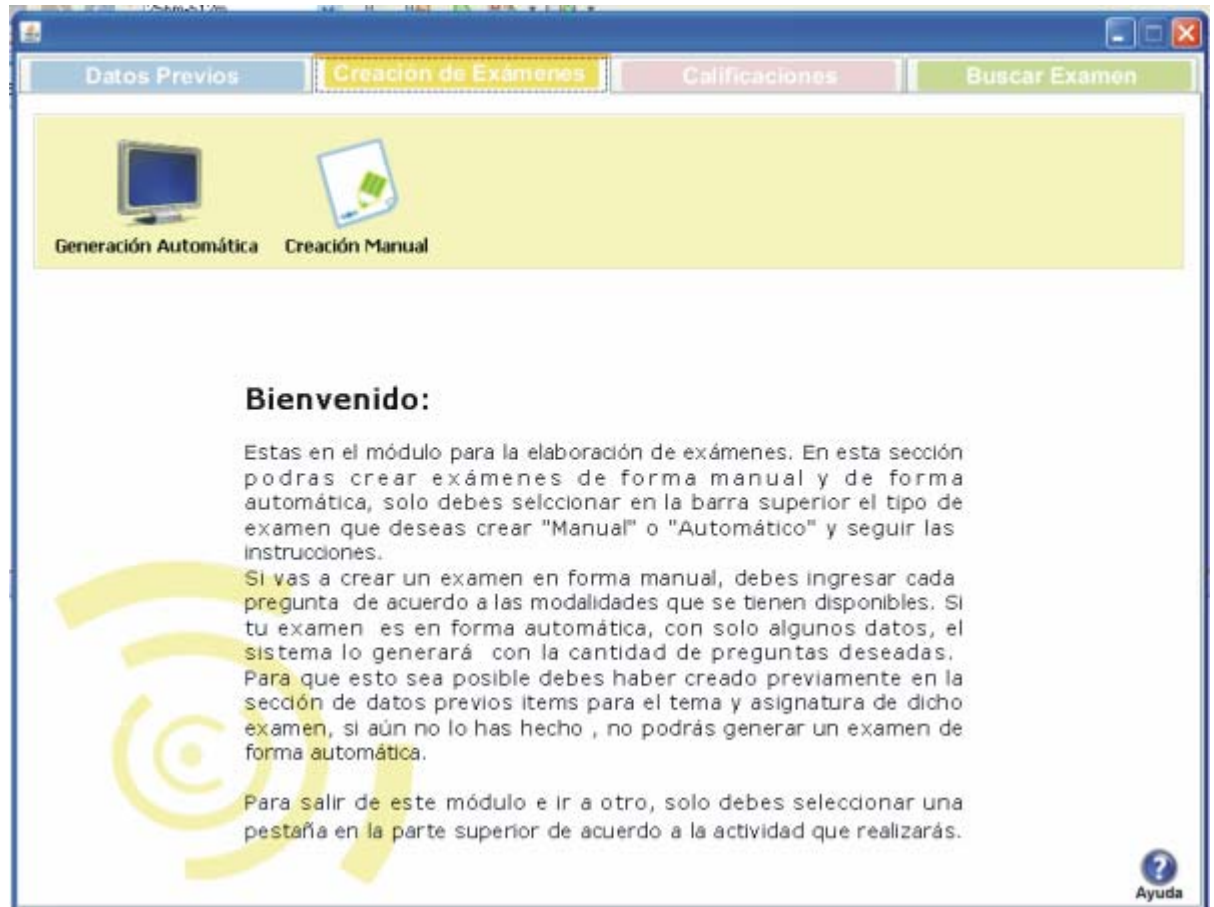 Datos Previos
Creación de Exámenes
Calificaciones
Buscar Examen
Generación Automática
Creación Manual
Bienvenido:
Estas en el módulo para la elaboración de exámenes. En esta sección
podras crear exámenes de forma manual y de forma
automática, solo debes selccionar en la barra superior el tipo de
examen que deseas crear "Manual" o "Automático" y seguir las
instrucciones.
Si vas a crear un examen en forma manual, debes ingresar cada
pregunta de acuerdo a las modalidades que se tienen disponibles. Si
tu examen es en forma automática, con solo algunos datos, el
sistema lo generará con la cantidad de preguntas deseadas.
Para que esto sea posible debes haber creado previamente en la
sección de datos previos items para el tema y asignatura de dicho
examen, si aún no lo has hecho , no podrás generar un examen de
forma automática.
Para salir de este módulo e ir a otro, solo debes seleccionar una
pestaña en la parte superior de acuerdo a la actividad que realizarás.
Ayuda